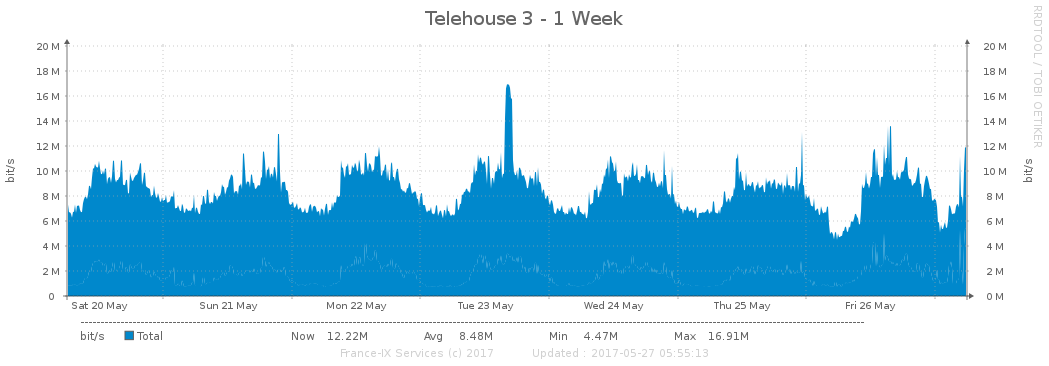 Telehouse 3 - 1 Week
RRDTOOL / TOBI OETIKER
20 M 20 M
18 M 18 M
16 M 16 M
14 M 14 M
12 M 12 M
10 M 10 M
8 M 8 M
6 M 6 M
4 M 4 M
2 M 2 M
0 0 M
bit/s
bit/s
Sat 20 May Sun 21 May Mon 22 May Tue 23 May Wed 24 May Thu 25 May Fri 26 May
bit/s Total Now 12.22M Avg 8.48M Min 4.47M Max 16.91M
France-IX Services (c) 2017 Updated : 2017-05-27 05:55:13